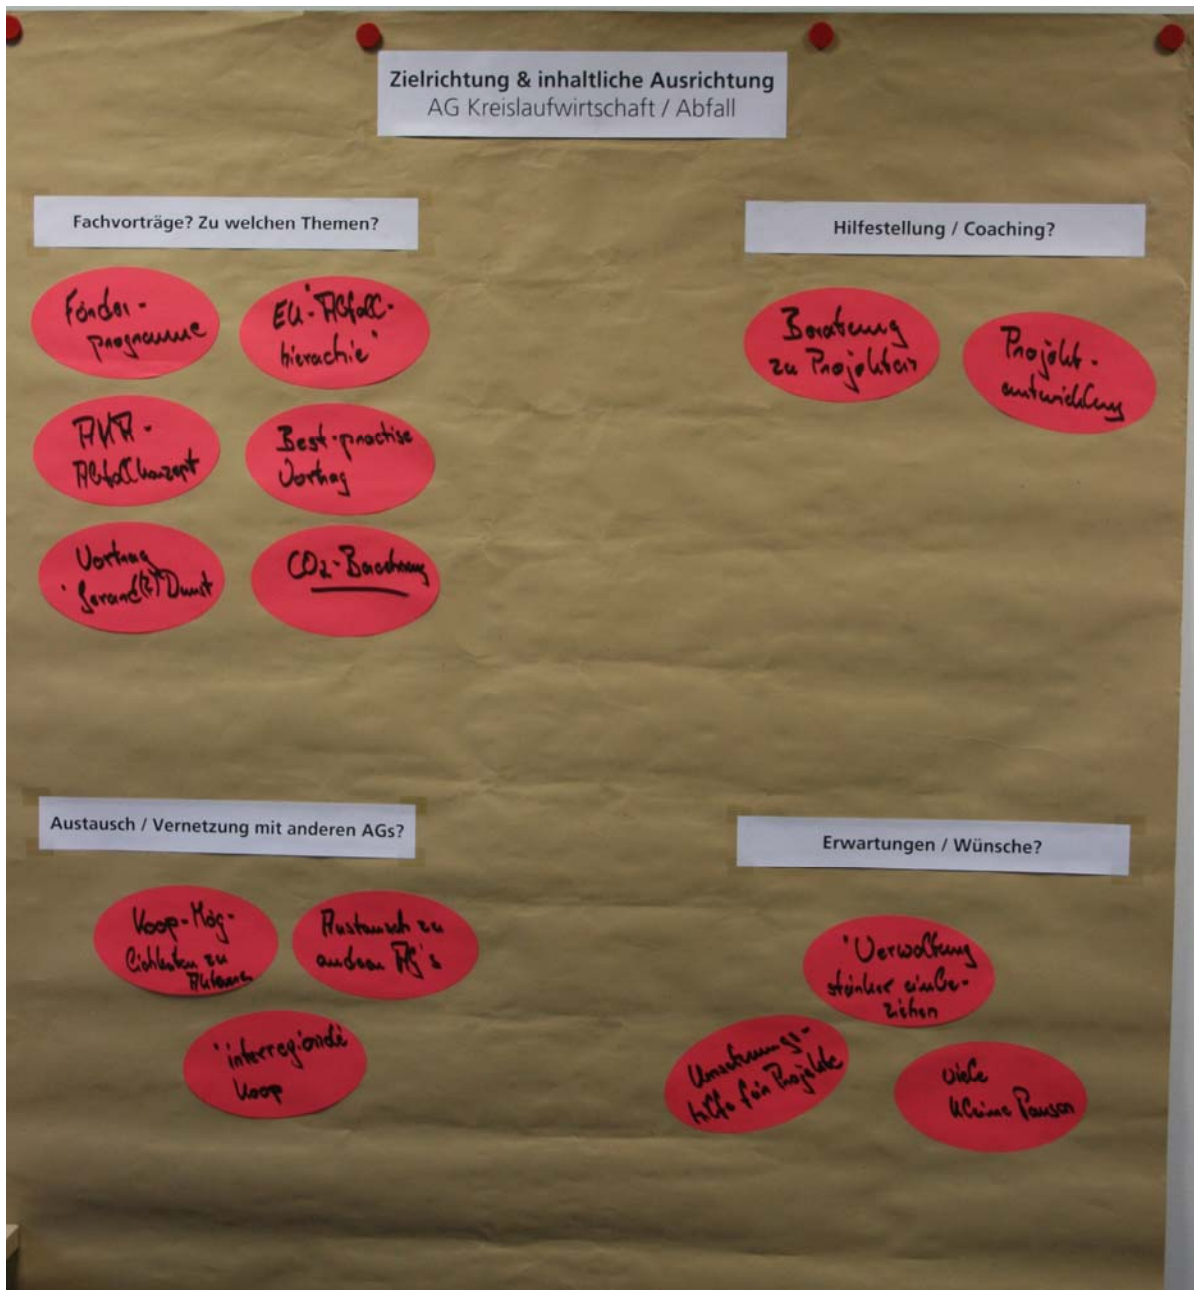 Zielrichtung & inhaltliche Ausrichtung
AG Kreislaufwirtschaft / Abfall
Fachvorträge? Zu welchen Themen?
Förder-
programme
EU-"Abfall-
hierachie"
AVA-
Abfallkonzept
Best-practise
Vortrag
Vortrag
CO2-Berechnung
Hilfestellung / Coaching?
Beratung
zu Projekten
Projekt-
entwicklung
Austausch / Vernetzung mit anderen AGs?
Koop-Mög-
lichkeiten zu
Austausch zu
anderen AG's
interregionale
Koop
Erwartungen / Wünsche?
Verwaltung
stärker einbe-
ziehen
Umsetzungs-
hilfe für Projekte
viele
kleine Pausen